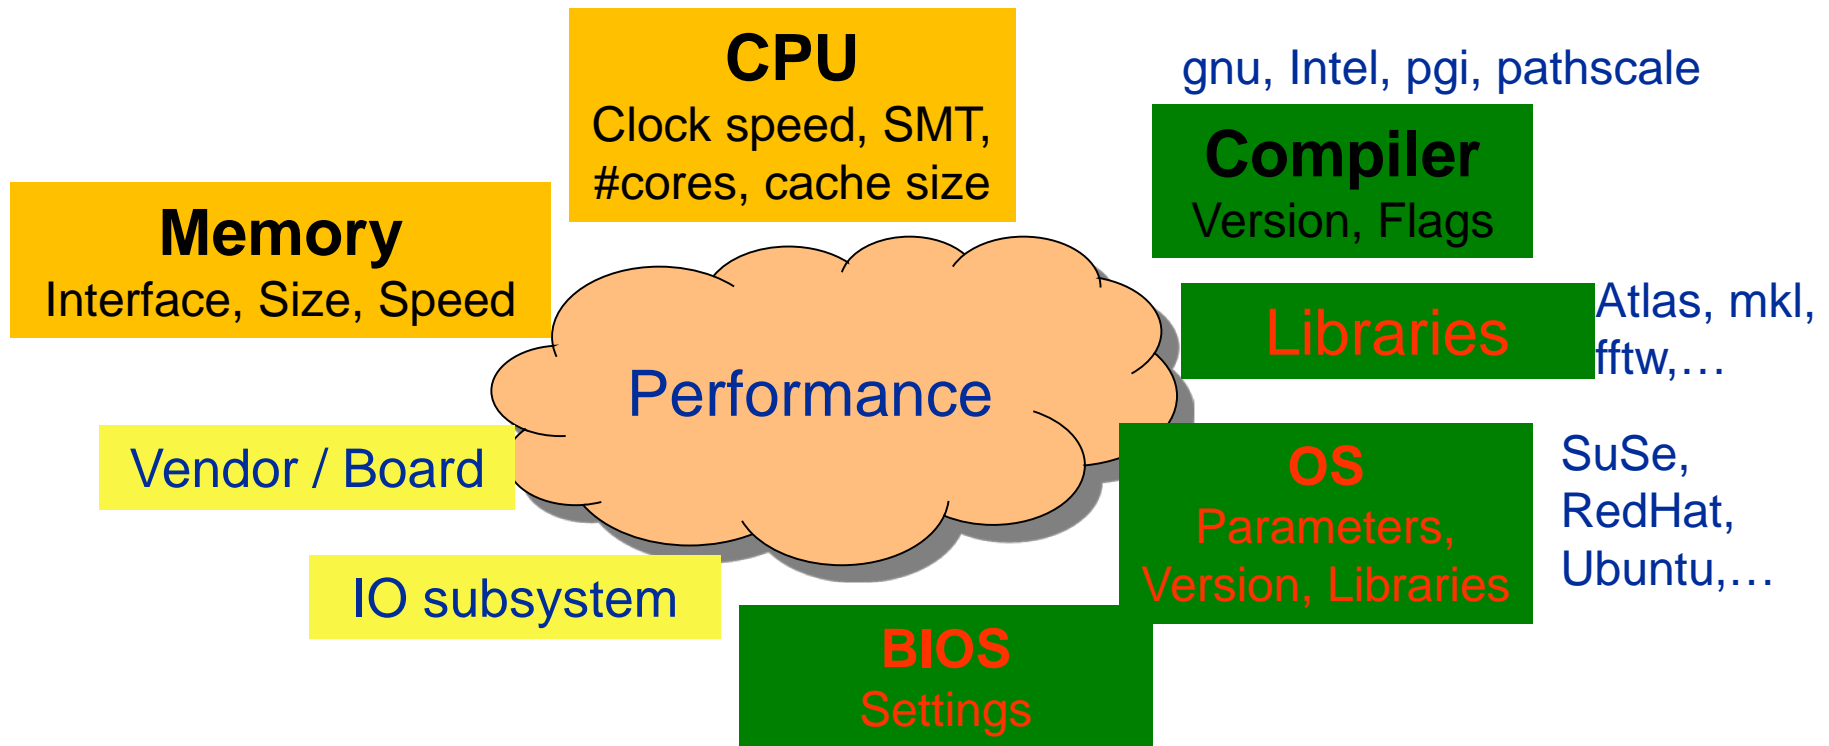 CPU
Clock speed, SMT,
#cores, cache size
gnu, Intel, pgi, pathscale
Compiler
Version, Flags
Memory
Interface, Size, Speed
Libraries
Atlas, mkl,
fftw,…
Performance
Vendor / Board
OS
Parameters,
Version, Libraries
SuSe,
RedHat,
Ubuntu,…
IO subsystem
BIOS
Settings